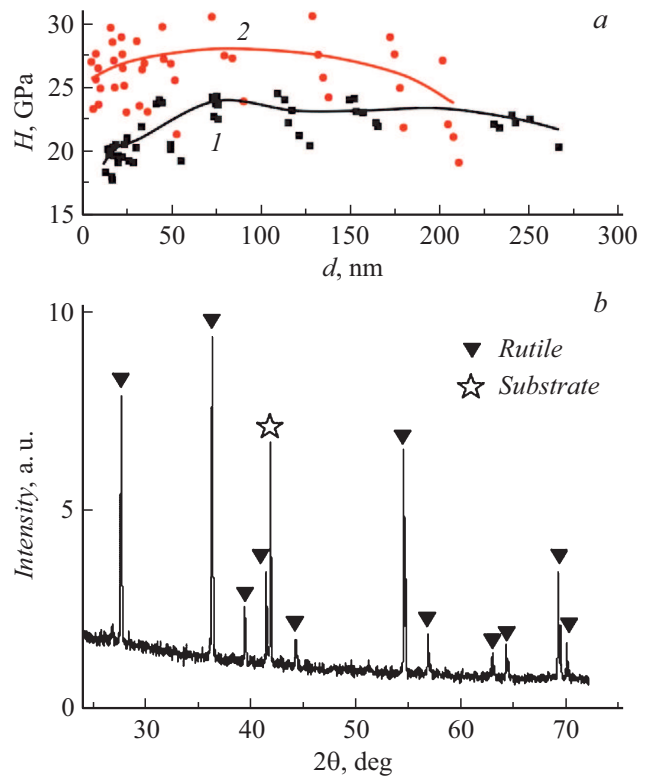 a
30
25
20
15
H, GPa
2
1
0 50 100 150 200 250 300
d, nm
b
10
5
0
Intensity, a. u.
Rutile
Substrate
30 40 50 60 70
2θ, deg